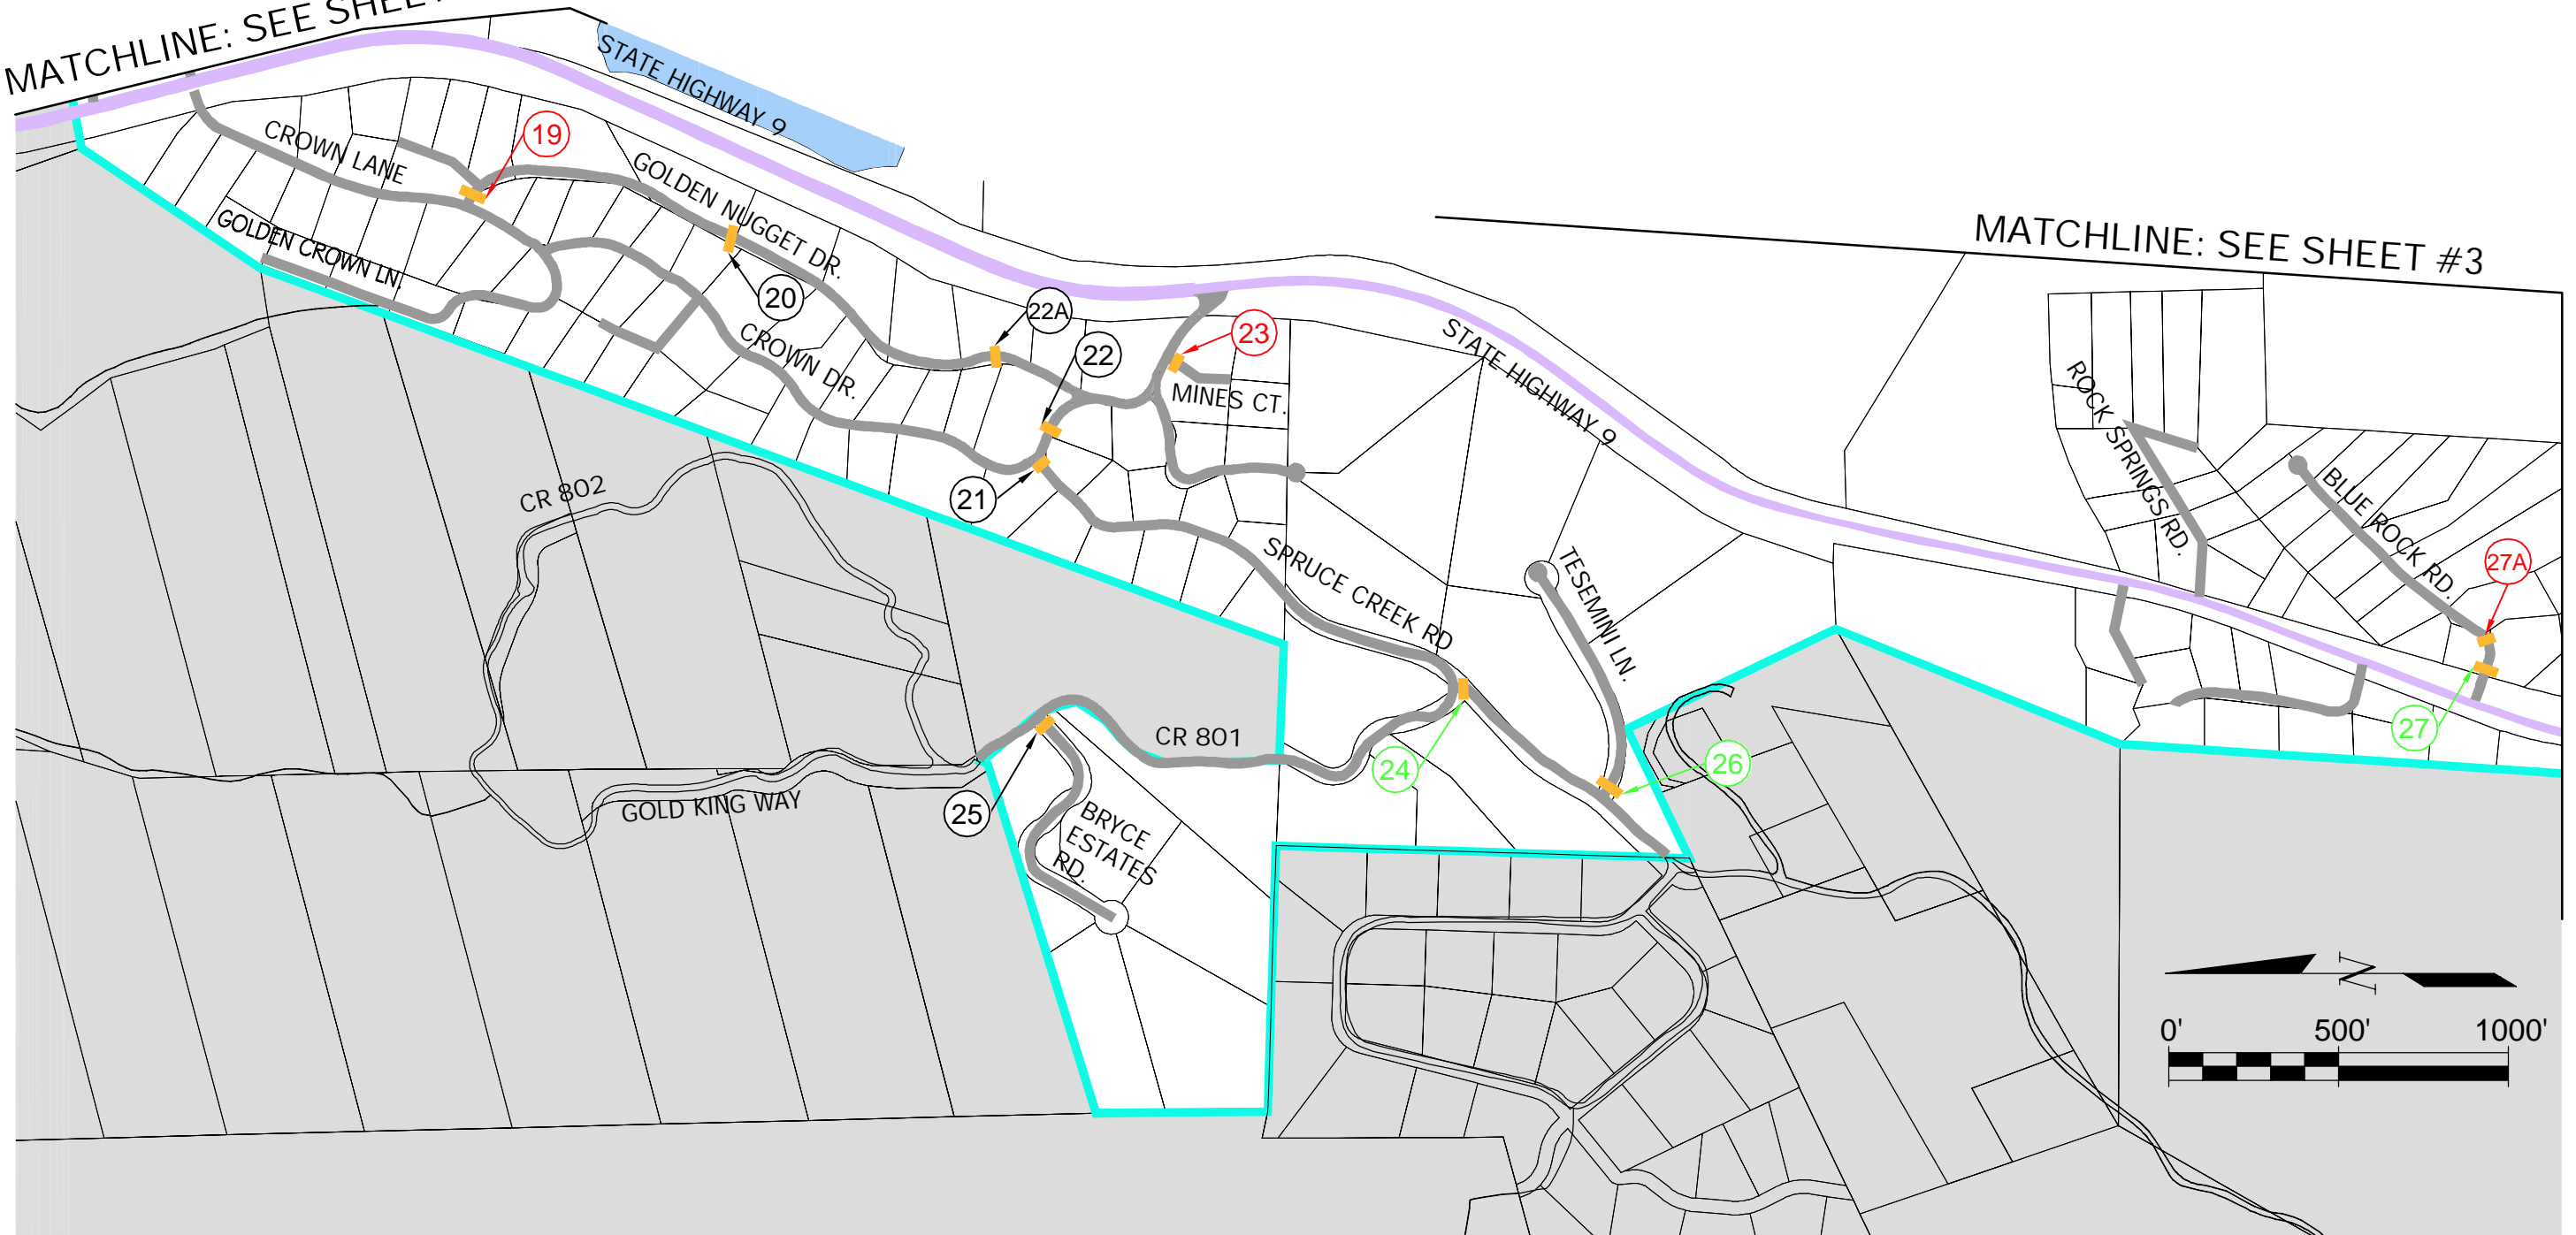 MATCHLINE: SEE SHEET
STATE HIGHWAY 9
19
CROWN LANE
GOLDEN NUGGET DR.
GOLDEN CROWN LN.
20
22A
22
23
CROWN DR.
MINES CT.
STATE HIGHWAY 9
MATCHLINE: SEE SHEET #3
ROCK SPRINGS RD.
BLUE ROCK RD.
27A
27
CR 802
21
SPRUCE CREEK RD
TESEMINI LN.
CR 801
24
26
GOLD KING WAY
25
BRYCE
ESTATES
RD.
N
0' 500' 1000'